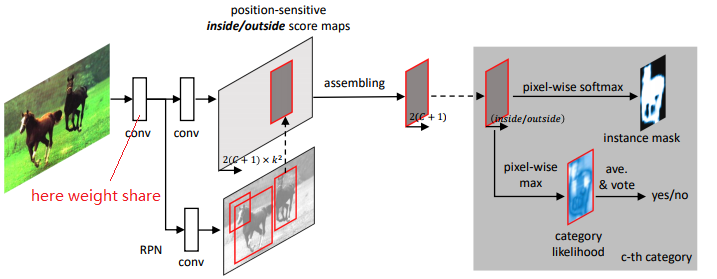 position-sensitive
inside/outside score maps
assembling
pixel-wise softmax
conv
conv
2(C + 1)
(inside/outside)
instance mask
2(C + 1) × k²
here weight share
pixel-wise
max
ave.
& vote
yes/no
RPN
conv
category
likelihood
c-th category